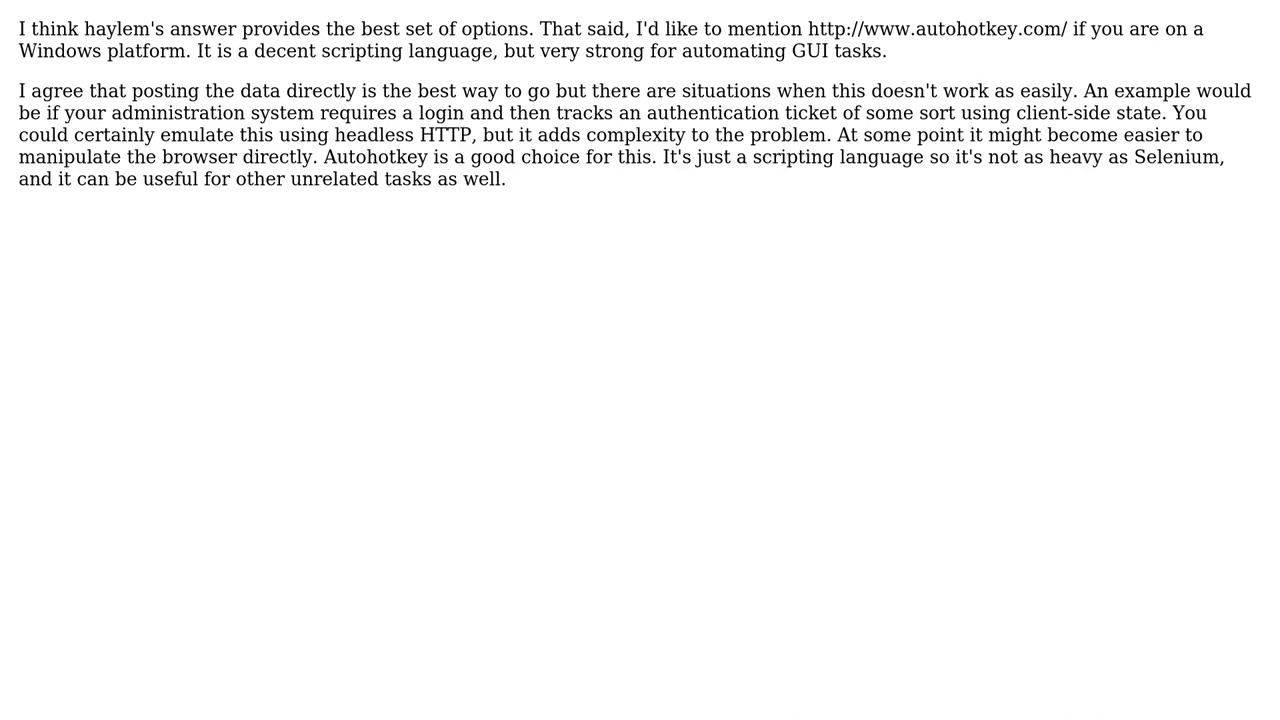 I think haylem's answer provides the best set of options. That said, I'd like to mention http://www.autohotkey.com/ if you are on a
Windows platform. It is a decent scripting language, but very strong for automating GUI tasks.
I agree that posting the data directly is the best way to go but there are situations when this doesn't work as easily. An example would
be if your administration system requires a login and then tracks an authentication ticket of some sort using client-side state. You
could certainly emulate this using headless HTTP, but it adds complexity to the problem. At some point it might become easier to
manipulate the browser directly. Autohotkey is a good choice for this. It's just a scripting language so it's not as heavy as Selenium,
and it can be useful for other unrelated tasks as well.